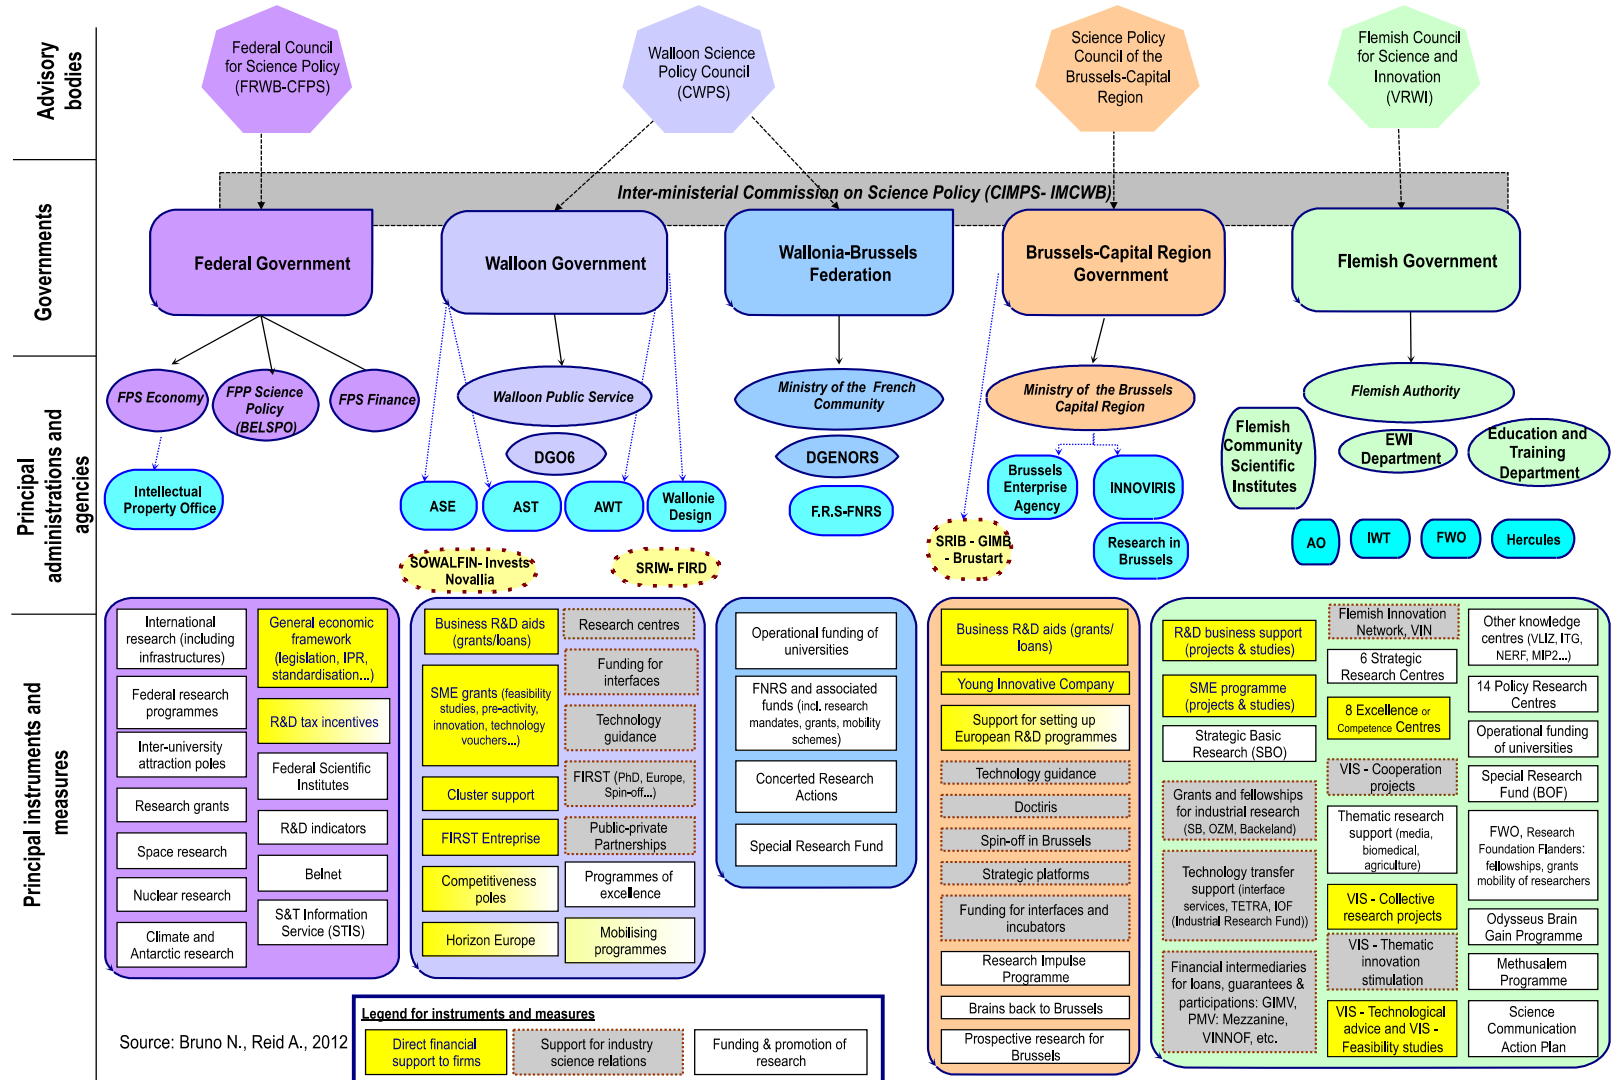 Advisory
bodies
Federal Council
for Science Policy
(FRWB-CFPS)
Walloon Science
Policy Council
(CWPS)
Science Policy
Council of the
Brussels-Capital
Region
Flemish Council
for Science and
Innovation
(VRWI)
Governments
Inter-ministerial Commission on Science Policy (CIMPS- IMCWB)
Federal Government
Walloon Government
Wallonia-Brussels
Federation
Brussels-Capital Region
Government
Flemish Government
Principal
administrations and
agencies
FPS Economy
FPP Science
Policy
(BELSPO)
FPS Finance
Intellectual
Property Office
Walloon Public Service
DGO6
ASE
AST
AWT
Wallonie
Design
SOWALFIN- Invests
Novallia
SRIW- FIRD
Ministry of the French
Community
DGENORS
F.R.S-FNRS
Ministry of the Brussels
Capital Region
Brussels
Enterprise
Agency
INNOVIRIS
SRIB - GIMB
- Brustart
Research in
Brussels
Flemish Authority
Flemish
Community
Scientific
Institutes
EWI
Department
Education and
Training
Department
AO
IWT
FWO
Hercules
Principal instruments and
measures
International
research (including
infrastructures)
Federal research
programmes
Inter-university
attraction poles
Research grants
Space research
Nuclear research
Climate and
Antarctic research
General economic
framework
(legislation, IPR,
standardisation...)
R&D tax incentives
Federal Scientific
Institutes
R&D indicators
Belnet
S&T Information
Service (STIS)
Business R&D aids
(grants/loans)
SME grants (feasibility
studies, pre-activity,
innovation, technology
vouchers...)
Cluster support
FIRST Entreprise
Competitiveness
poles
Horizon Europe
Research centres
Funding for
interfaces
Technology
guidance
FIRST (PhD, Europe,
Spin-off...)
Public-private
Partnerships
Programmes of
excellence
Mobilising
programmes
Operational funding of
universities
FNRS and associated
funds (incl. research
mandates, grants, mobility
schemes)
Concerted Research
Actions
Special Research Fund
Business R&D aids (grants/
loans)
Young Innovative Company
Support for setting up
European R&D programmes
Technology guidance
Doctiris
Spin-off in Brussels
Strategic platforms
Funding for interfaces and
incubators
Research Impulse
Programme
Brains back to Brussels
Prospective research for
Brussels
R&D business support
(projects & studies)
SME programme
(projects & studies)
Strategic Basic
Research (SBO)
Grants and fellowships
for industrial research
(SB, OZM, Backeland)
Technology transfer
support (interface
services, TETRA, IOF
(Industrial Research Fund))
Financial intermediaries
for loans, guarantees &
participations: GIMV,
PMV: Mezzanine,
VINNOF, etc.
Flemish Innovation
Network, VIN
6 Strategic
Research Centres
8 Excellence or
Competence Centres
VIS - Cooperation
projects
Thematic research
support (media,
biomedical,
agriculture)
VIS - Collective
research projects
VIS - Thematic
innovation
stimulation
VIS - Technological
advice and VIS -
Feasibility studies
Other knowledge
centres (VLIZ, ITG,
NERF, MIP2...)
14 Policy Research
Centres
Operational funding
of universities
Special Research
Fund (BOF)
FWO, Research
Foundation Flanders:
fellowships, grants
mobility of researchers
Odysseus Brain
Gain Programme
Methusalem
Programme
Science
Communication
Action Plan
Source: Bruno N., Reid A., 2012
Legend for instruments and measures
Direct financial
support to firms
Support for industry
science relations
Funding & promotion of
research